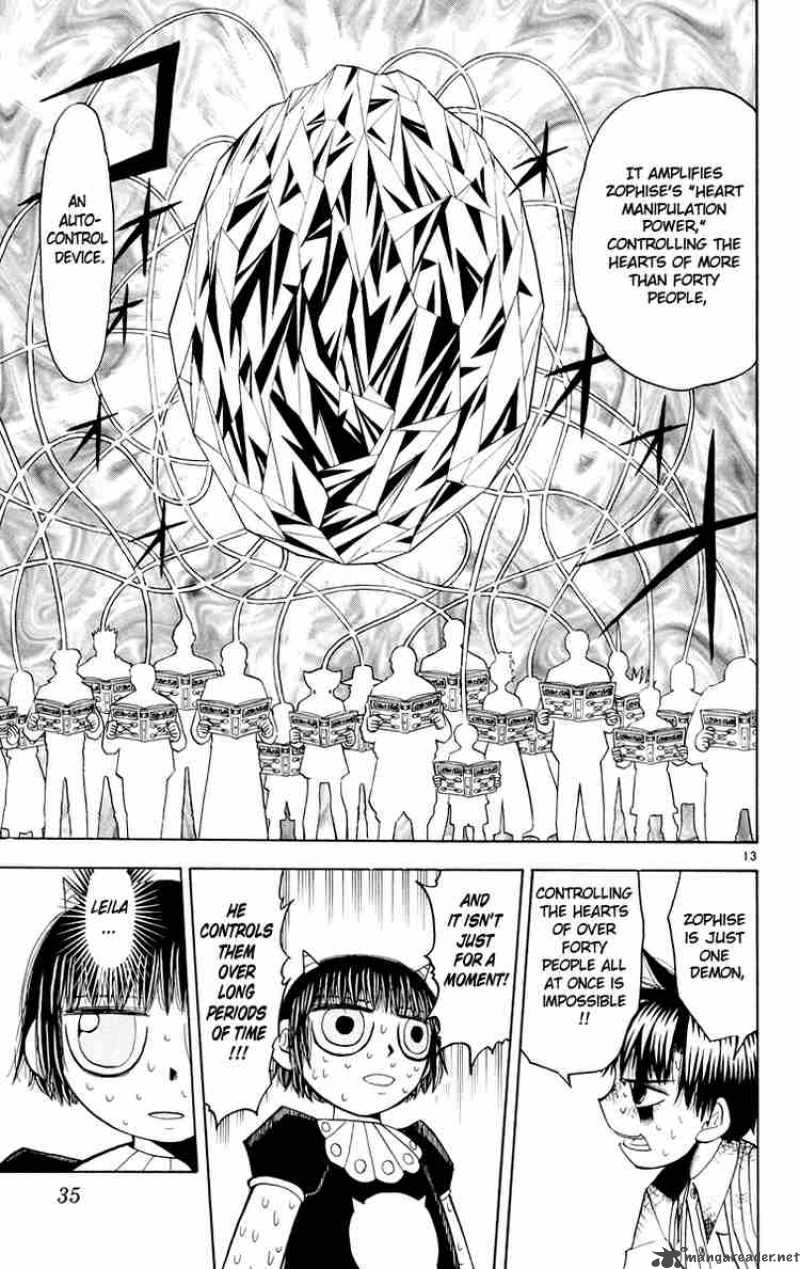 IT AMPLIFIES
ZOPHISE'S "HEART
MANIPULATION
POWER,"
CONTROLLING THE
HEARTS OF MORE
THAN FORTY
PEOPLE,
AN
AUTO-
CONTROL
DEVICE.
13
ZOPHISE
IS JUST
ONE
DEMON,
CONTROLLING
THE HEARTS
OF OVER
FORTY
PEOPLE ALL
AT ONCE IS
IMPOSSIBLE
!!
AND
IT ISN'T
JUST
FOR A
MOMENT!
HE
CONTROLS
THEM
OVER
LONG
PERIODS
OF TIME
!!!
LEILA
...
35
mangareader.net